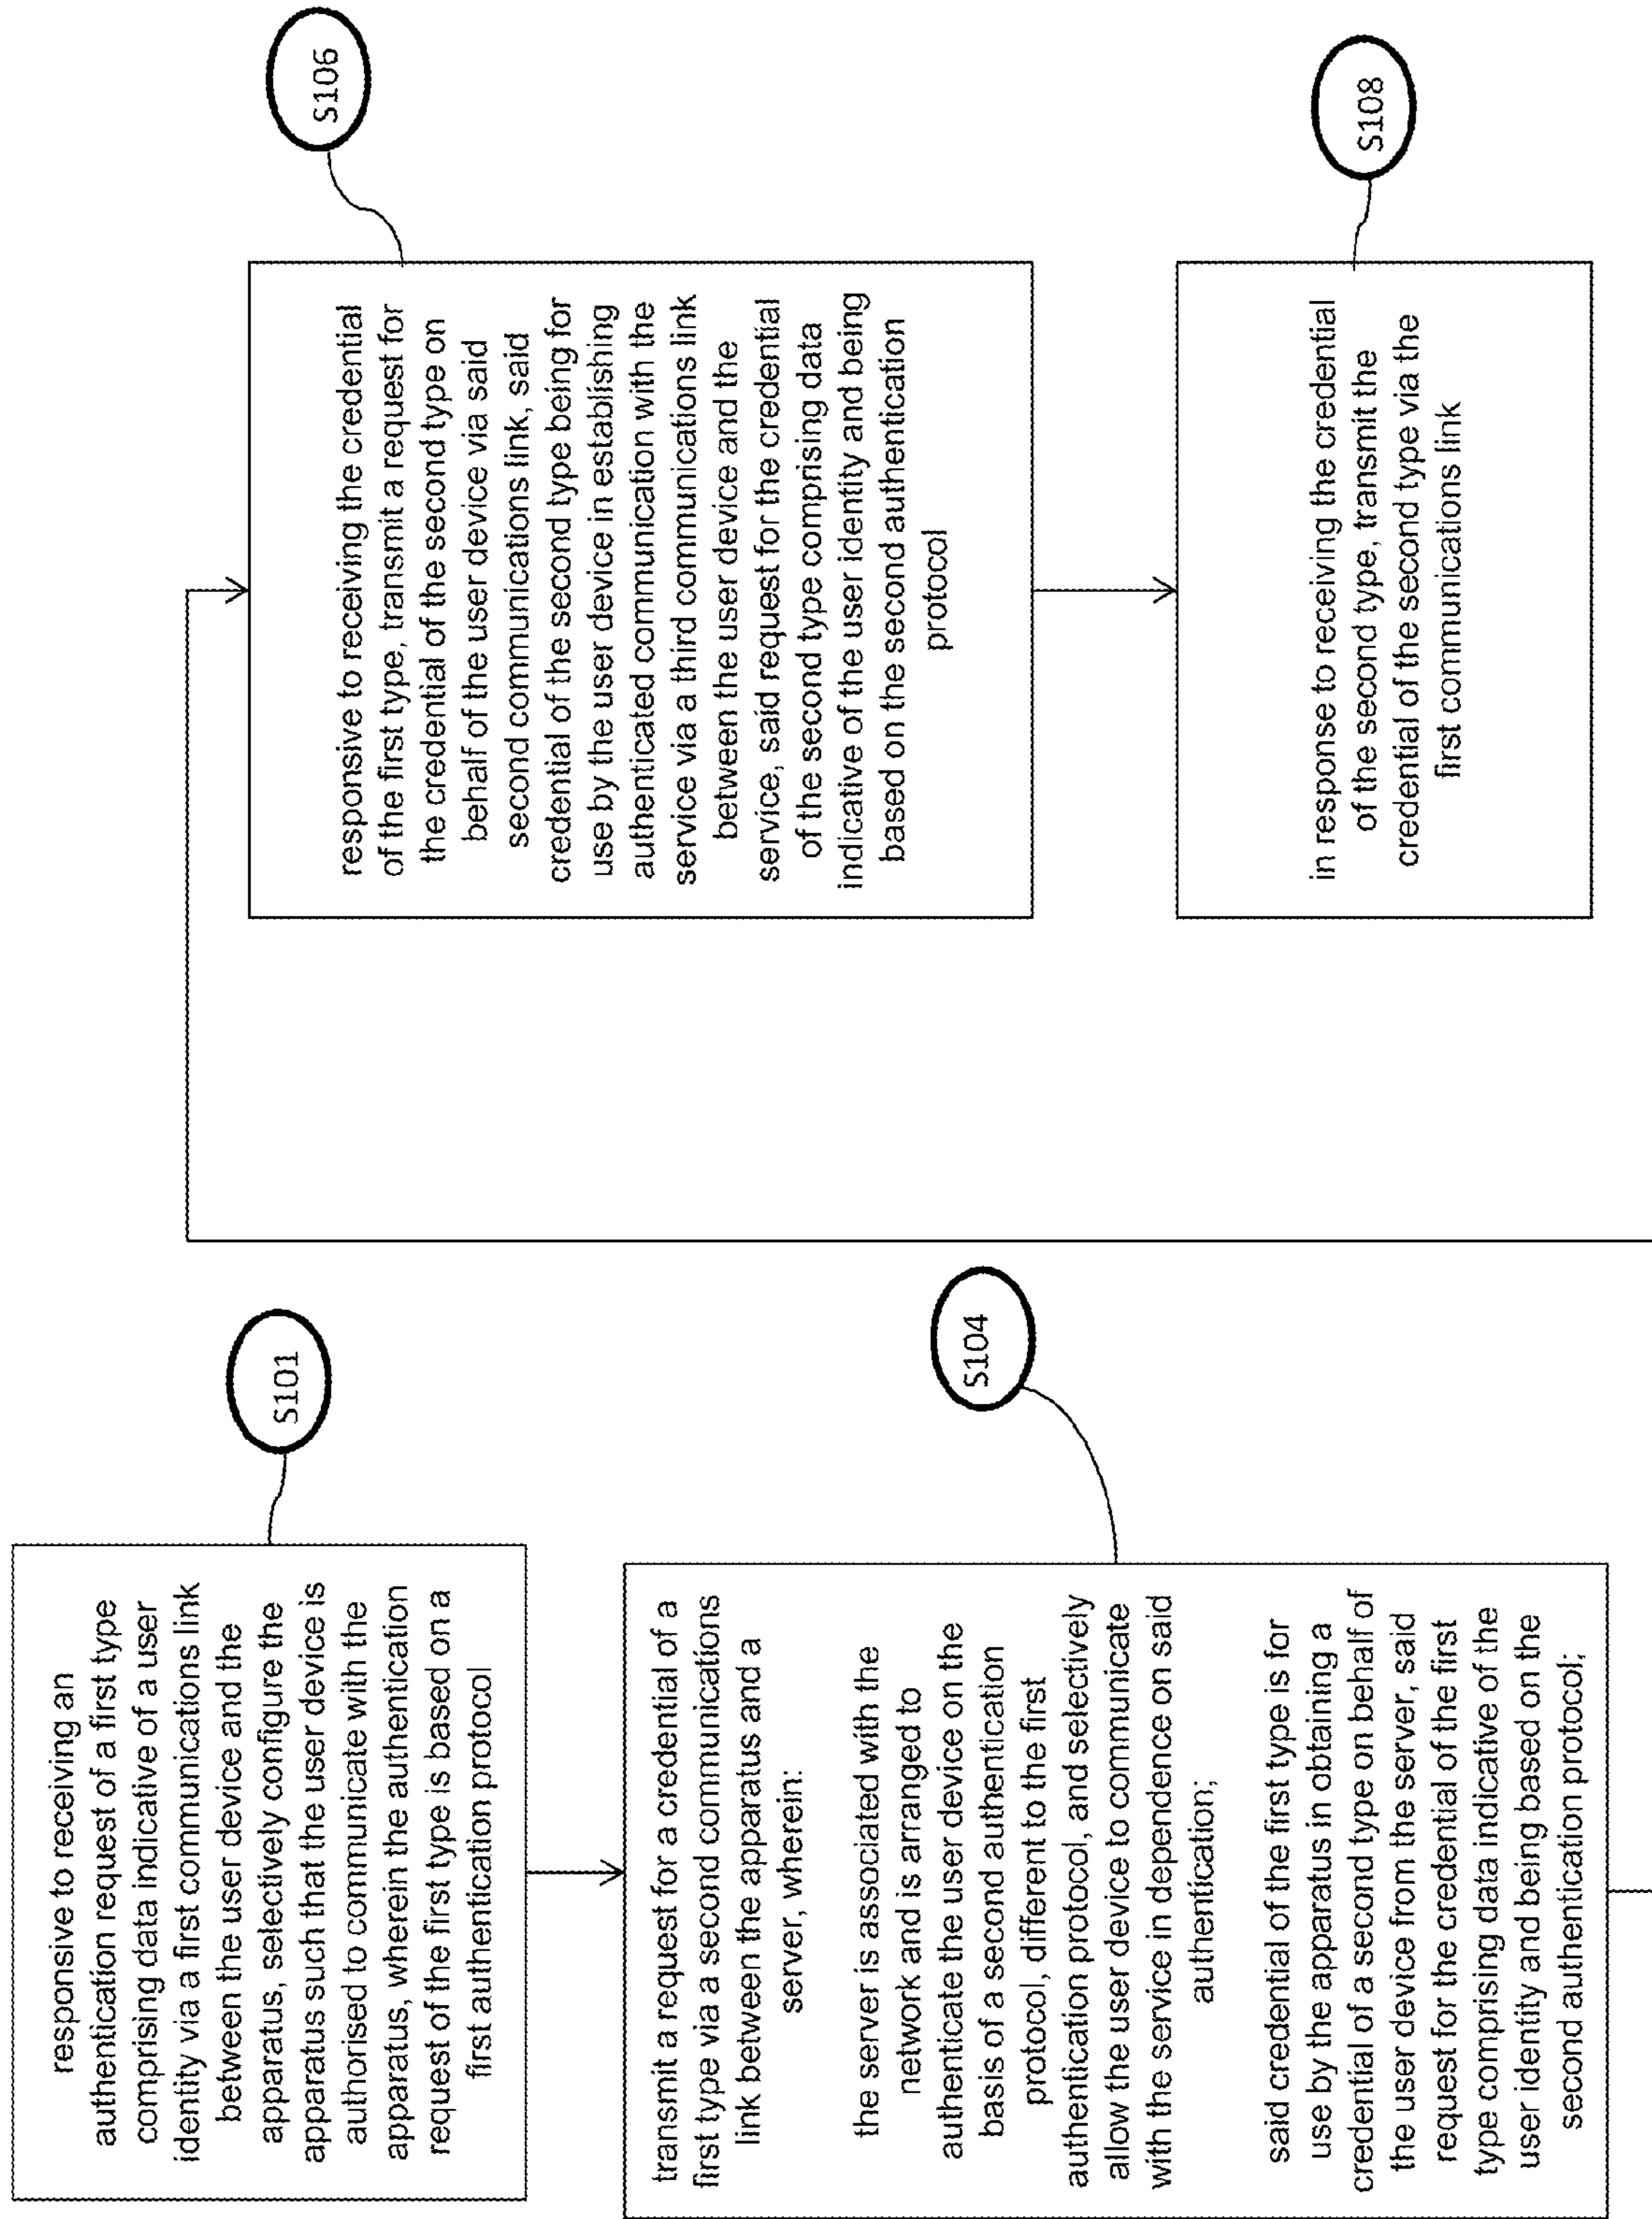 responsive to receiving an
authentication request of a first type
comprising data indicative of a user
identity via a first communications link
between the user device and the
apparatus, selectively configure the
apparatus such that the user device is
authorised to communicate with the
apparatus, wherein the authentication
request of the first type is based on a
first authentication protocol
S101
transmit a request for a credential of a
first type via a second communications
link between the apparatus and a
server, wherein:
the server is associated with the
network and is arranged to
authenticate the user device on the
basis of a second authentication
protocol, different to the first
authentication protocol, and selectively
allow the user device to communicate
with the service in dependence on said
authentication;
said credential of the first type is for
use by the apparatus in obtaining a
credential of a second type on behalf of
the user device from the server, said
request for the credential of the first
type comprising data indicative of the
user identity and being based on the
second authentication protocol;
S104
responsive to receiving the credential
of the first type, transmit a request for
the credential of the second type on
behalf of the user device via said
second communications link, said
credential of the second type being for
use by the user device in establishing
authenticated communication with the
service via a third communications link
between the user device and the
service, said request for the credential
of the second type comprising data
indicative of the user identity and being
based on the second authentication
protocol
S106
in response to receiving the credential
of the second type, transmit the
credential of the second type via the
first communications link
S108